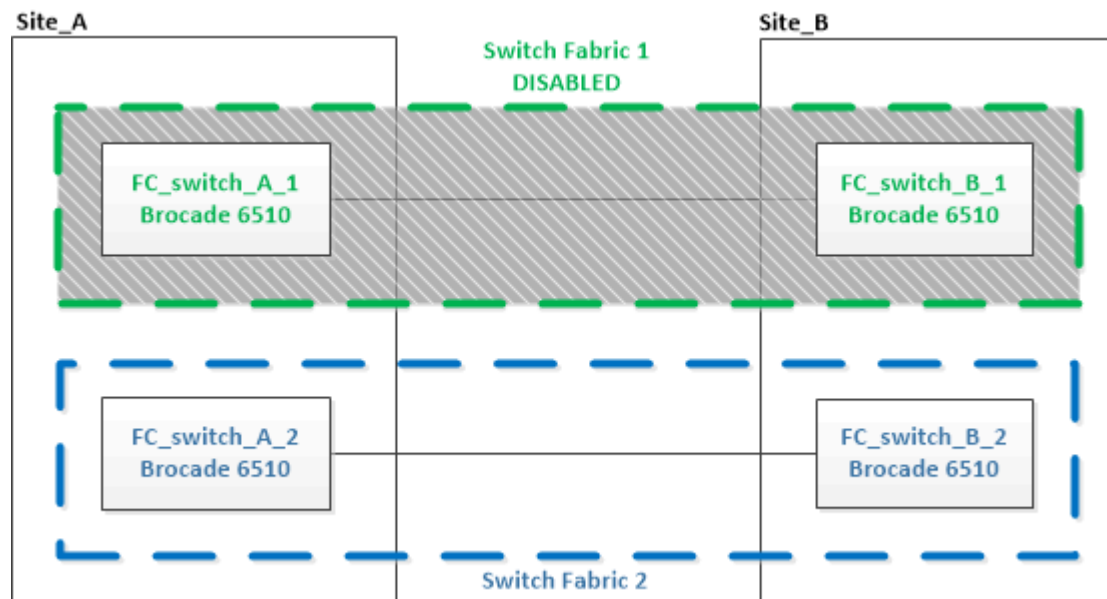 Site_A
Site_B
Switch Fabric 1
DISABLED
FC_switch_A_1
Brocade 6510
FC_switch_B_1
Brocade 6510
FC_switch_A_2
Brocade 6510
FC_switch_B_2
Brocade 6510
Switch Fabric 2